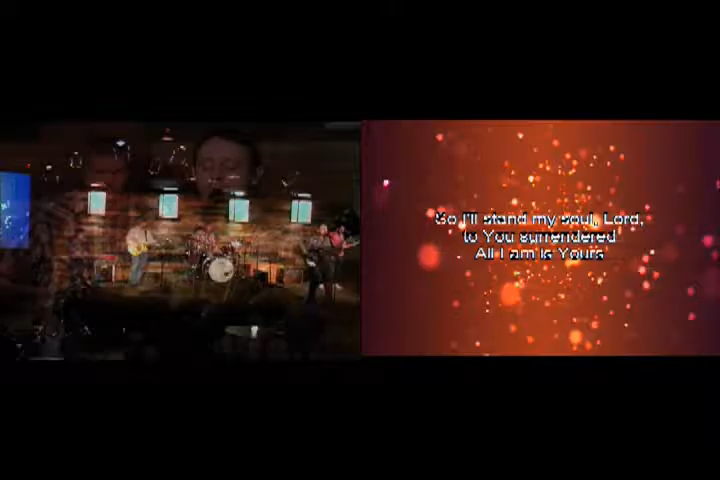 So I'll stand my soul, Lord,
to You surrendered
All I am is Yours